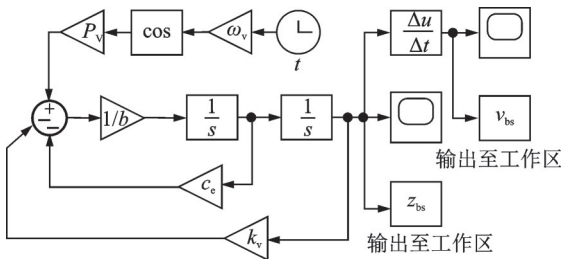 P_v
cos
ω_v
t
Δu
Δt
+
−
−
1/b
1
s
1
s
v_bs
输出至工作区
c_e
z_bs
输出至工作区
k_v